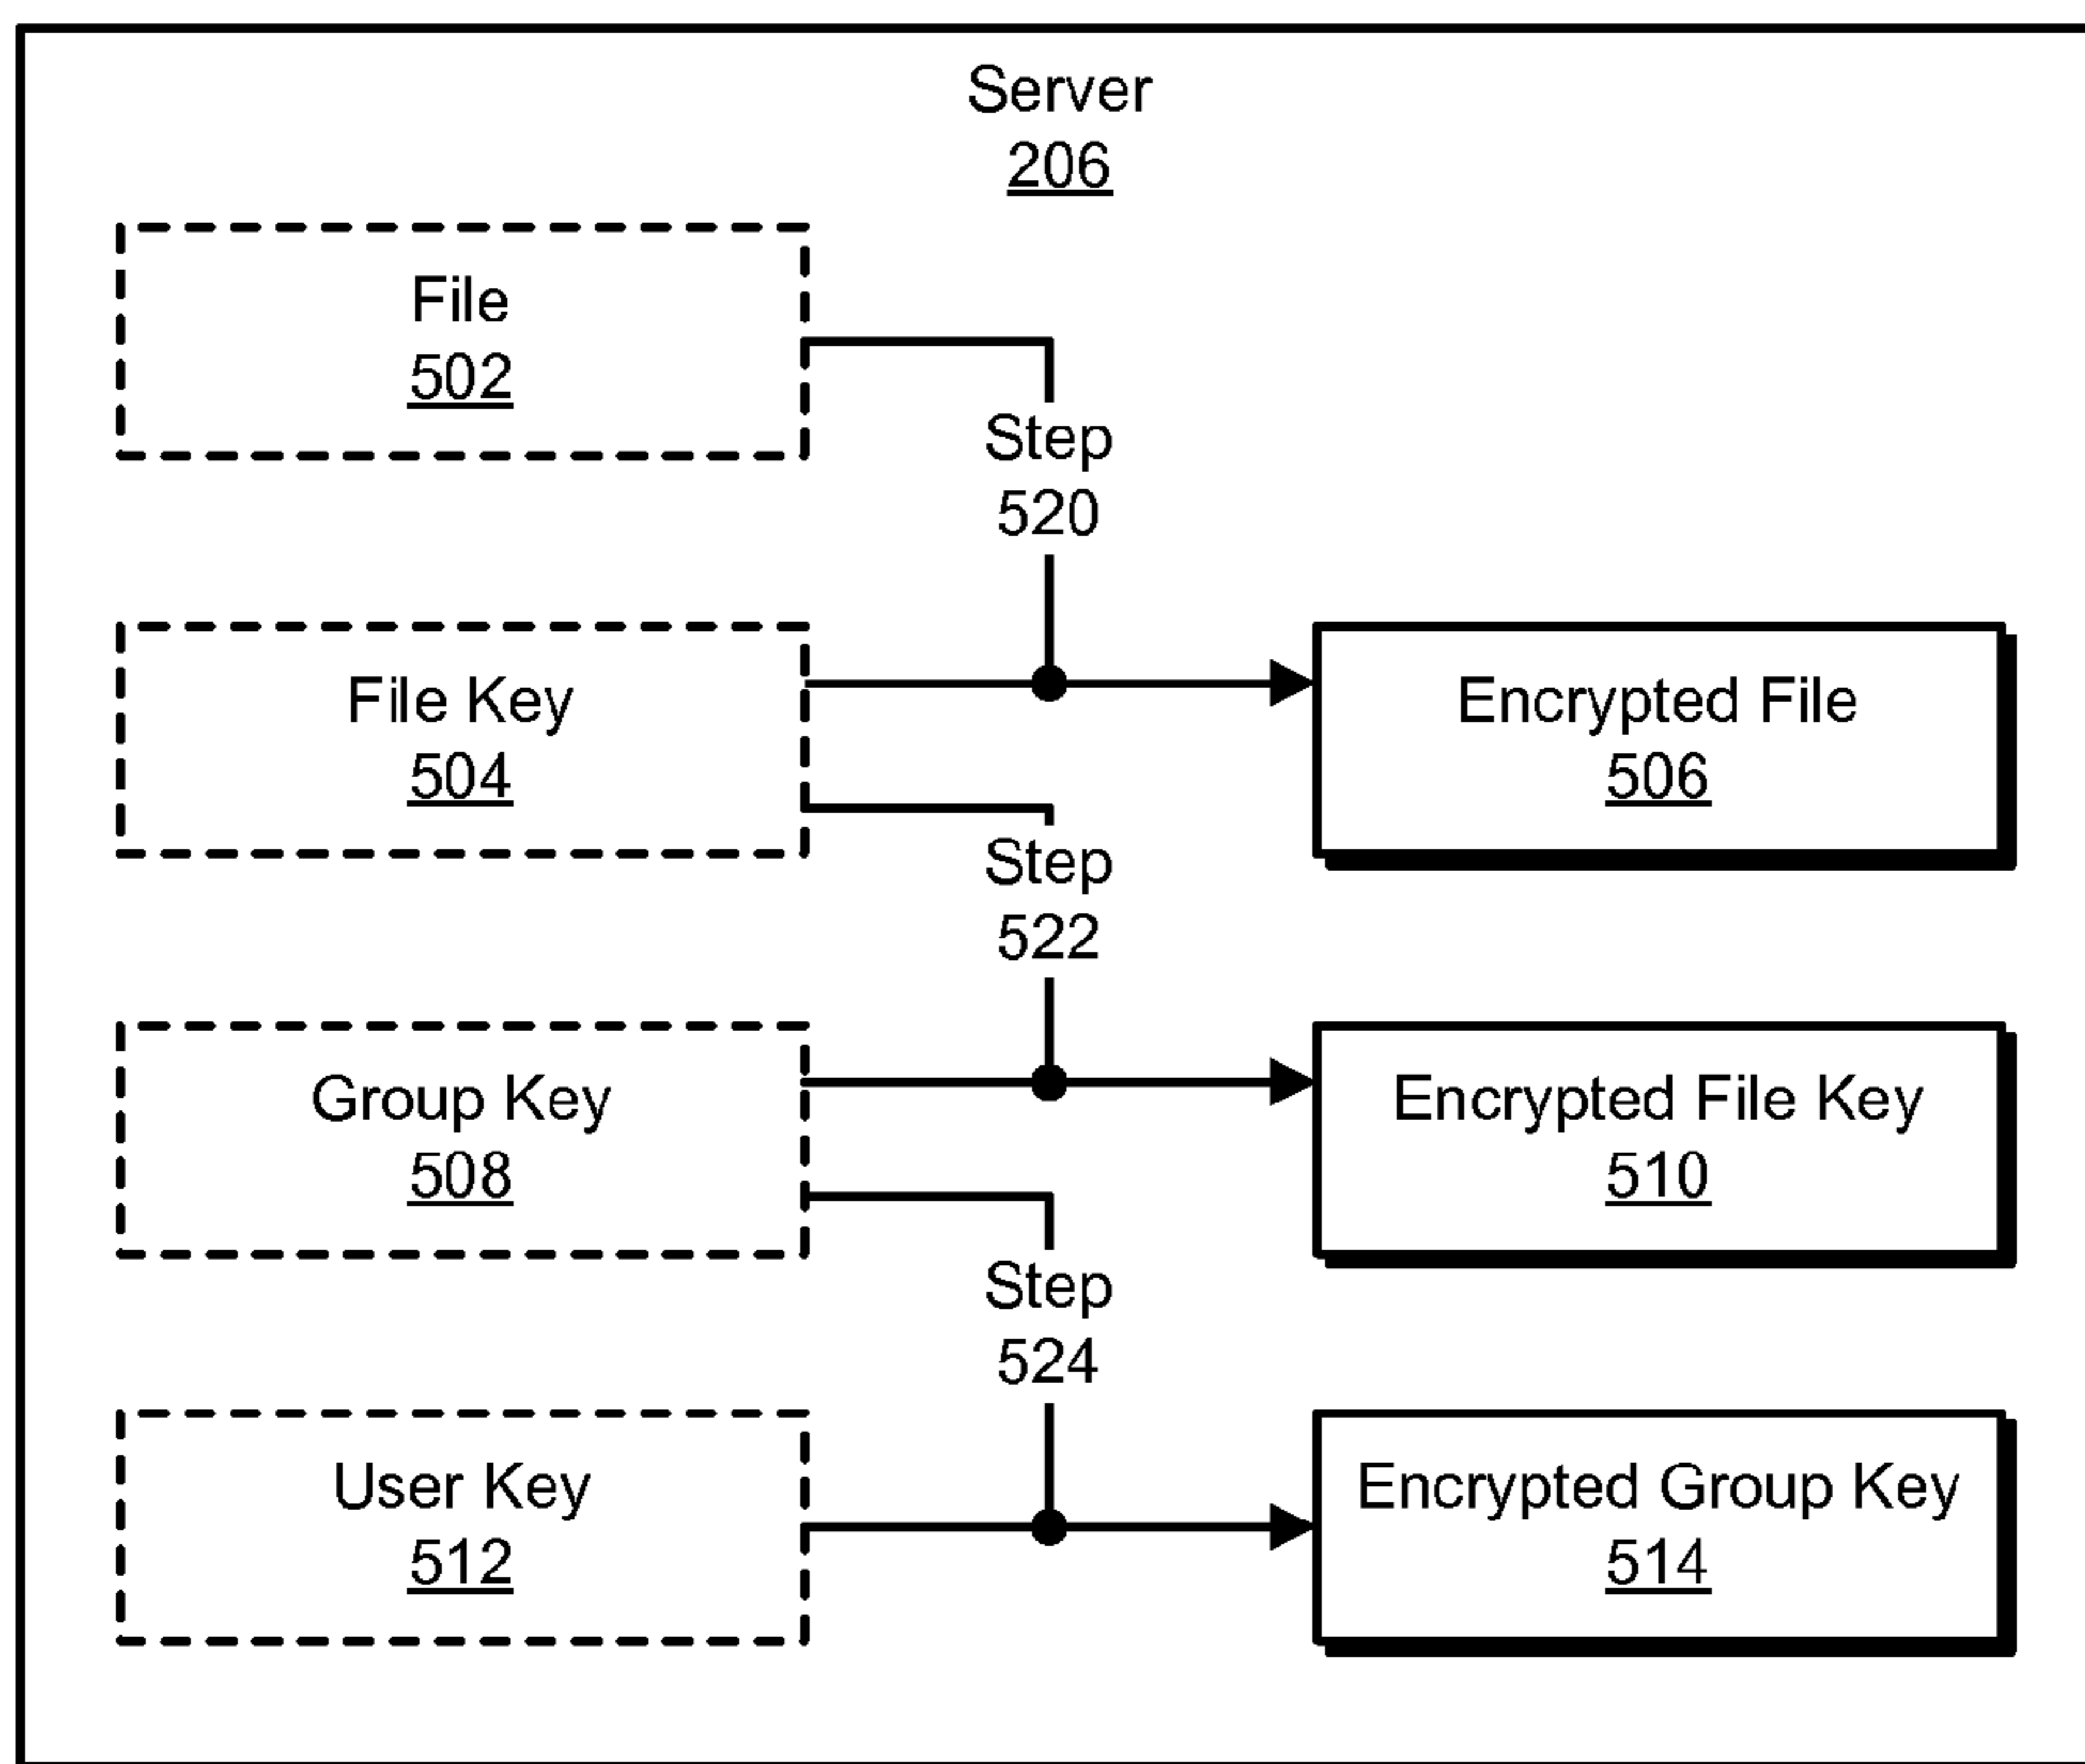 Server
206
File
502
Step
520
File Key
504
Encrypted File
506
Step
522
Group Key
508
Encrypted File Key
510
Step
524
User Key
512
Encrypted Group Key
514